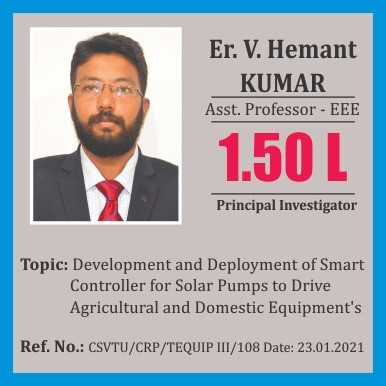 Er. V. Hemant
KUMAR
Asst. Professor - EEE
1.50 L
Principal Investigator
Topic: Development and Deployment of Smart
Controller for Solar Pumps to Drive
Agricultural and Domestic Equipment's
Ref. No.: CSVTU/CRP/TEQUIP III/108 Date: 23.01.2021